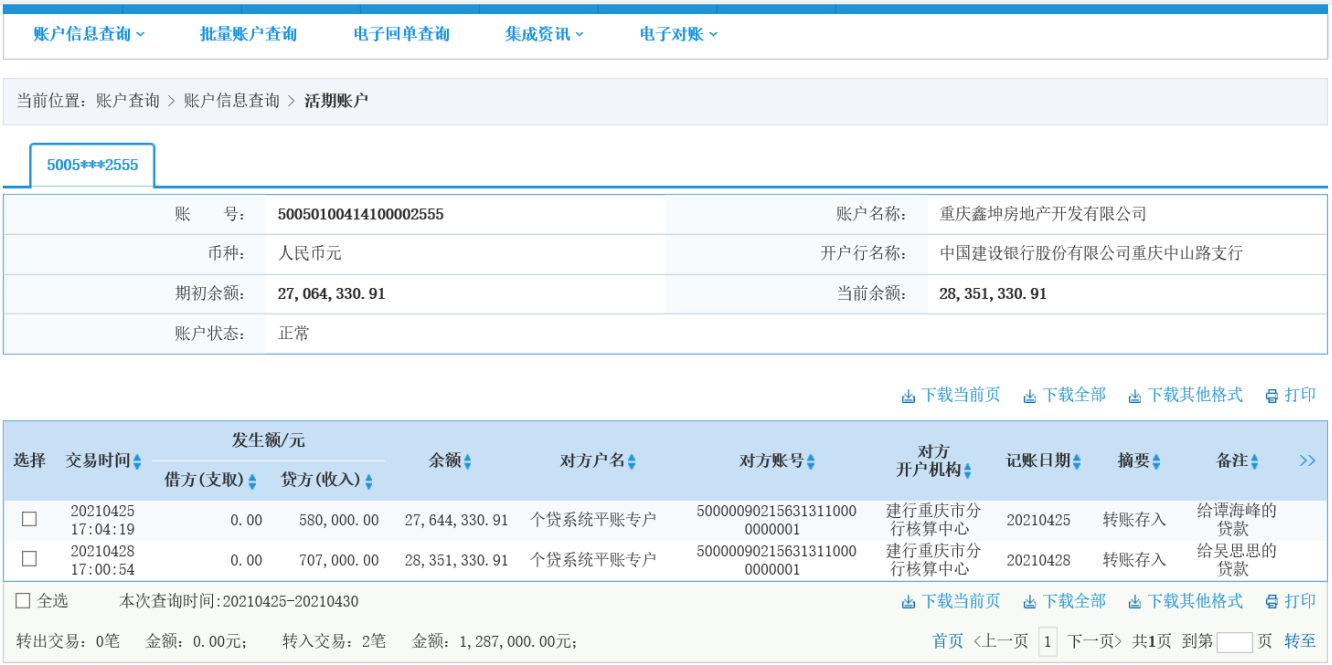 账户信息查询 批量账户查询 电子回单查询 集成资讯 电子对账
当前位置：账户查询 > 账户信息查询 > 活期账户
5005***2555
账 号： 50050100414100002555 账户名称： 重庆鑫坤房地产开发有限公司
币种： 人民币元 开户行名称： 中国建设银行股份有限公司重庆中山路支行
期初余额： 27,064,330.91 当前余额： 28,351,330.91
账户状态： 正常
下载当前页 下载全部 下载其他格式 打印
选择 交易时间 发生额/元 余额 对方户名 对方账号 对方 开户机构 记账日期 摘要 备注 >>
借方(支取) 贷方(收入)
20210425 0.00 580,000.00 27,644,330.91 个贷系统平账专户 50000090215631311000 建行重庆市分 20210425 转账存入 给谭海峰的
17:04:19 0000001 行核算中心 贷款
20210428 0.00 707,000.00 28,351,330.91 个贷系统平账专户 50000090215631311000 建行重庆市分 20210428 转账存入 给吴思思的
17:00:54 0000001 行核算中心 贷款
全选 本次查询时间:20210425-20210430 下载当前页 下载全部 下载其他格式 打印
转出交易：0笔 金额：0.00元； 转入交易：2笔 金额：1,287,000.00元； 首页 <上一页 1 下一页> 共1页 到第 页 转至